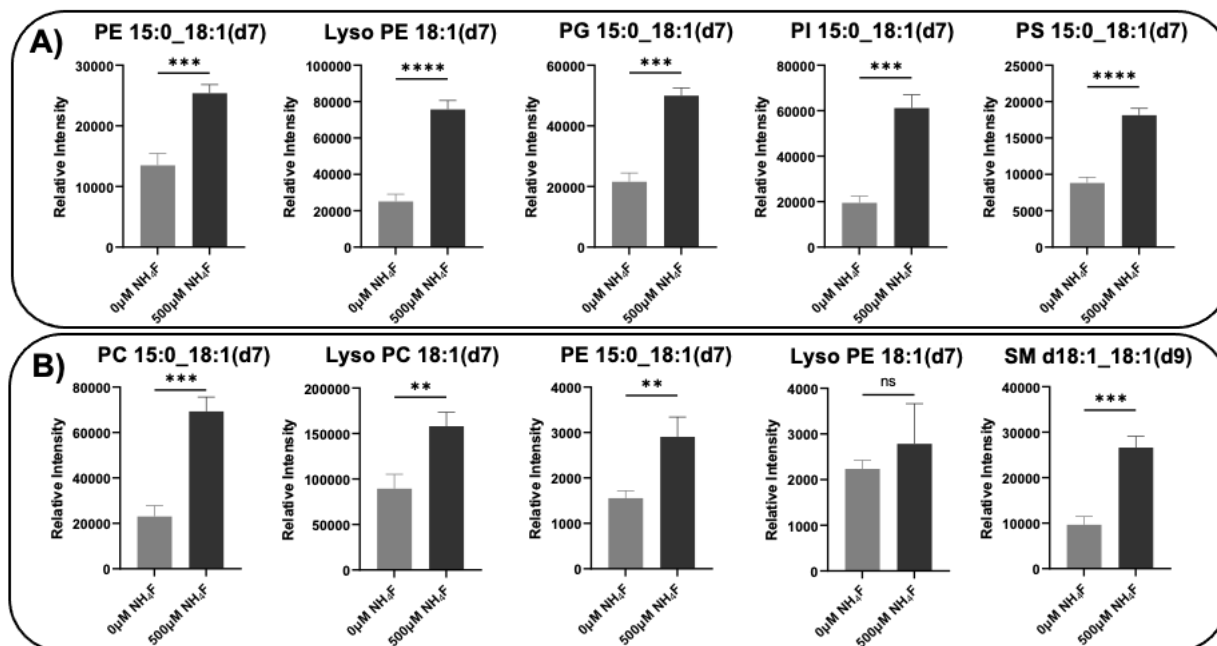 A)
PE 15:0_18:1(d7)
Relative Intensity
30000
20000
10000
0
***
0µM NH₄F
500µM NH₄F
Lyso PE 18:1(d7)
Relative Intensity
100000
80000
60000
40000
20000
0
****
0µM NH₄F
500µM NH₄F
PG 15:0_18:1(d7)
Relative Intensity
60000
40000
20000
0
***
0µM NH₄F
500µM NH₄F
PI 15:0_18:1(d7)
Relative Intensity
80000
60000
40000
20000
0
***
0µM NH₄F
500µM NH₄F
PS 15:0_18:1(d7)
Relative Intensity
25000
20000
15000
10000
5000
0
****
0µM NH₄F
500µM NH₄F
B)
PC 15:0_18:1(d7)
Relative Intensity
80000
60000
40000
20000
0
***
0µM NH₄F
500µM NH₄F
Lyso PC 18:1(d7)
Relative Intensity
200000
150000
100000
50000
0
**
0µM NH₄F
500µM NH₄F
PE 15:0_18:1(d7)
Relative Intensity
4000
3000
2000
1000
0
**
0µM NH₄F
500µM NH₄F
Lyso PE 18:1(d7)
Relative Intensity
4000
3000
2000
1000
0
ns
0µM NH₄F
500µM NH₄F
SM d18:1_18:1(d9)
Relative Intensity
40000
30000
20000
10000
0
***
0µM NH₄F
500µM NH₄F